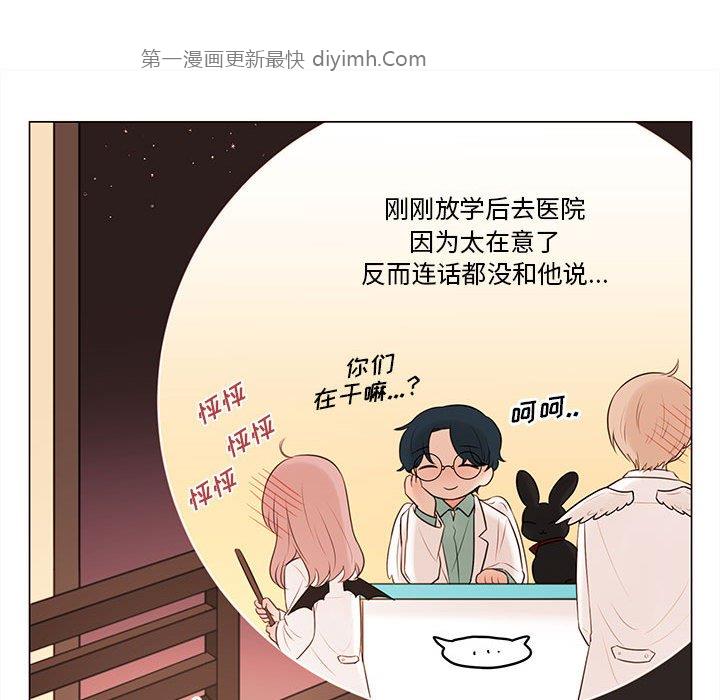 第一漫画更新最快 diyimh.Com
刚刚放学后去医院
因为太在意了
反而连话都没和他说...
你们
在干嘛...?
呵呵..
怦怦
怦怦
怦怦
...